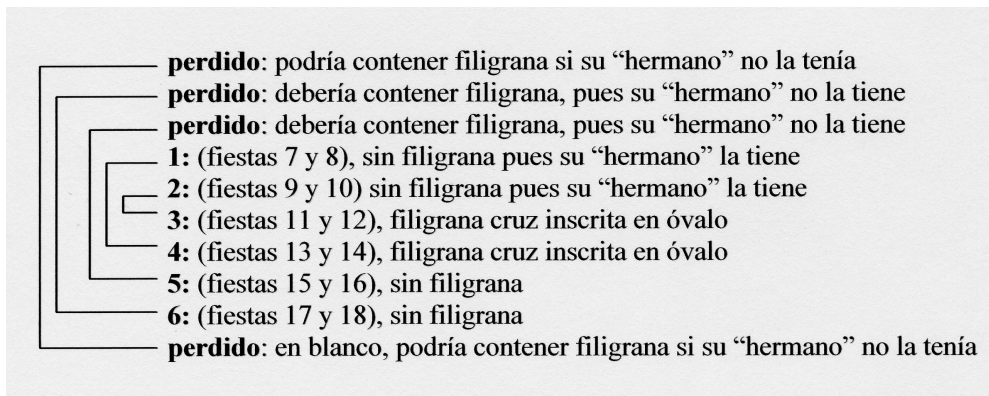 perdido: podría contener filigrana si su “hermano” no la tenía
perdido: debería contener filigrana, pues su “hermano” no la tiene
perdido: debería contener filigrana, pues su “hermano” no la tiene
1: (fiestas 7 y 8), sin filigrana pues su “hermano” la tiene
2: (fiestas 9 y 10) sin filigrana pues su “hermano” la tiene
3: (fiestas 11 y 12), filigrana cruz inscrita en óvalo
4: (fiestas 13 y 14), filigrana cruz inscrita en óvalo
5: (fiestas 15 y 16), sin filigrana
6: (fiestas 17 y 18), sin filigrana
perdido: en blanco, podría contener filigrana si su “hermano” no la tenía